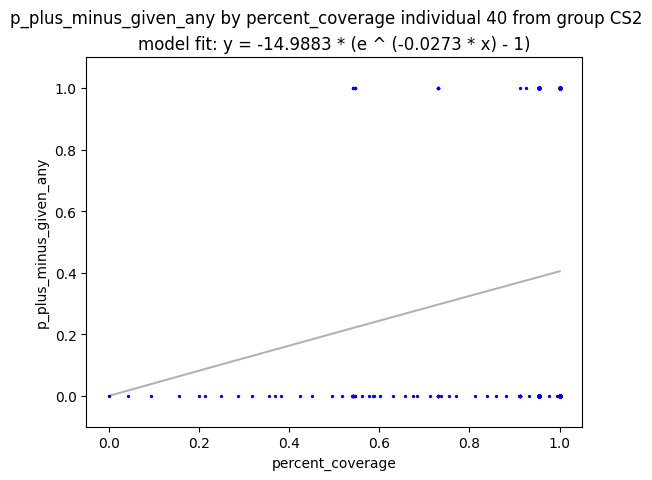 p_plus_minus_given_any by percent_coverage individual 40 from group CS2
model fit: y = -14.9883 * (e ^ (-0.0273 * x) - 1)
1.0
0.8
0.6
0.4
0.2
0.0
p_plus_minus_given_any
0.0 0.2 0.4 0.6 0.8 1.0
percent_coverage